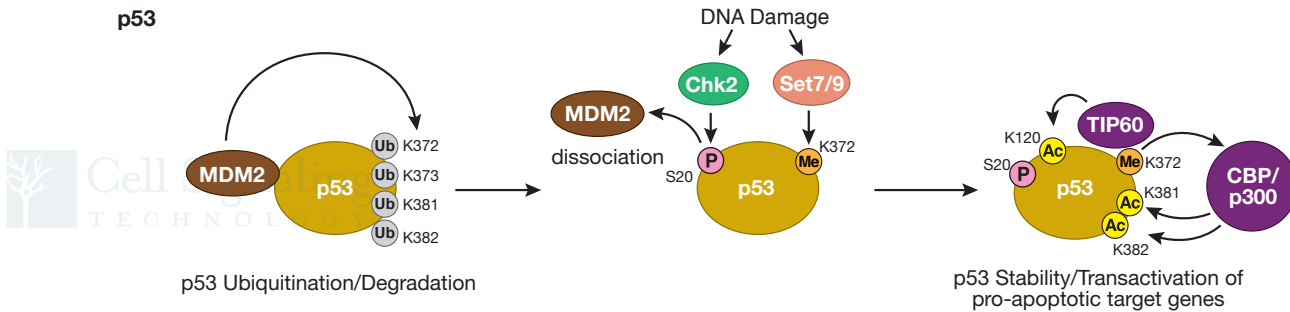 p53
MDM2
p53
Ub
K372
Ub
K373
Ub
K381
Ub
K382
Cell Signaling
TECHNOLOGY
p53 Ubiquitination/Degradation
DNA Damage
Chk2
Set7/9
MDM2
dissociation
P
S20
Me
K372
p53
TIP60
K120
Ac
S20
P
Me
K372
p53
K381
Ac
Ac
K382
CBP/
p300
p53 Stability/Transactivation of
pro-apoptotic target genes